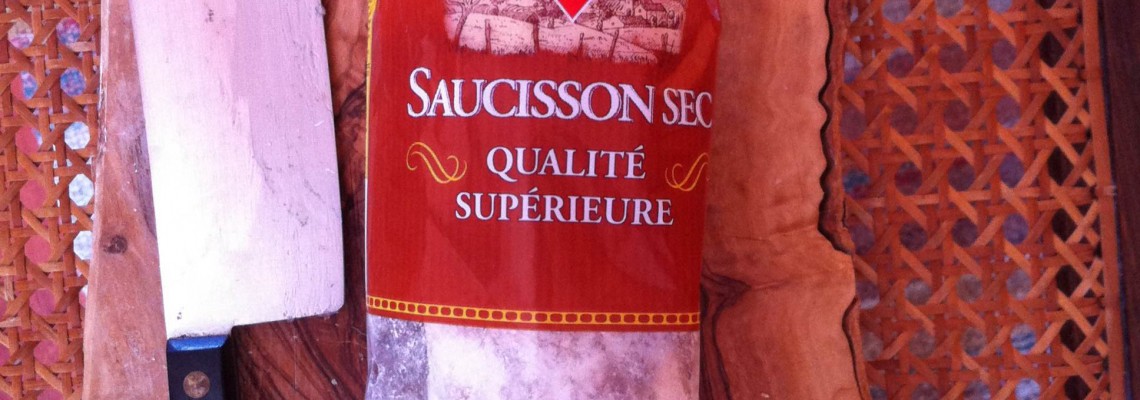 SAUCISSON SEC
QUALITÉ
SUPÉRIEURE